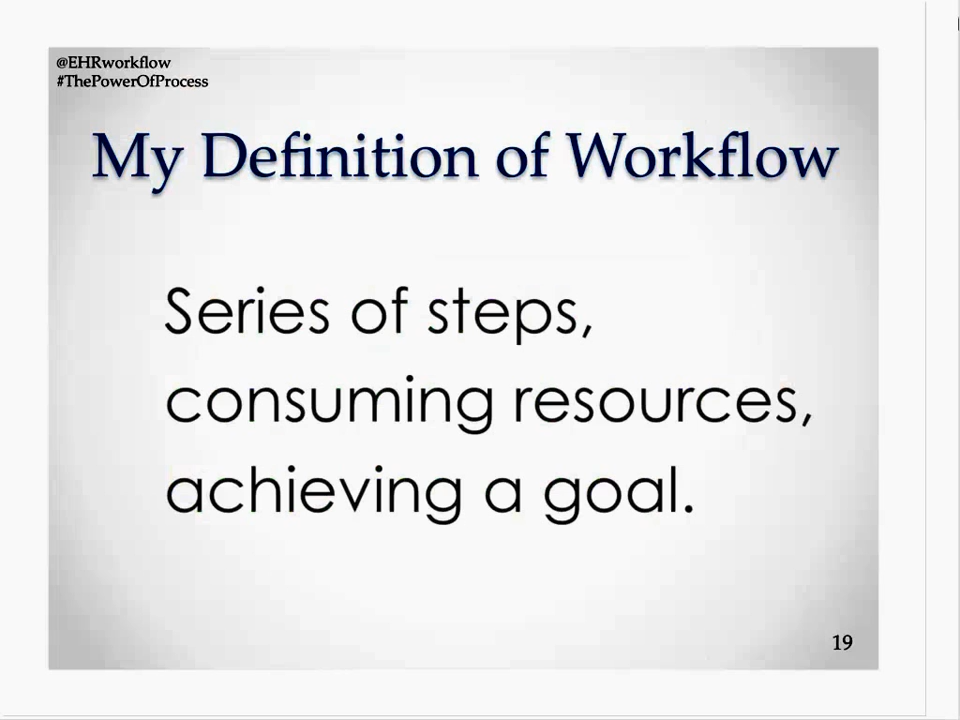 @EHRworkflow
#ThePowerOfProcess
My Definition of Workflow
Series of steps,
consuming resources,
achieving a goal.
19